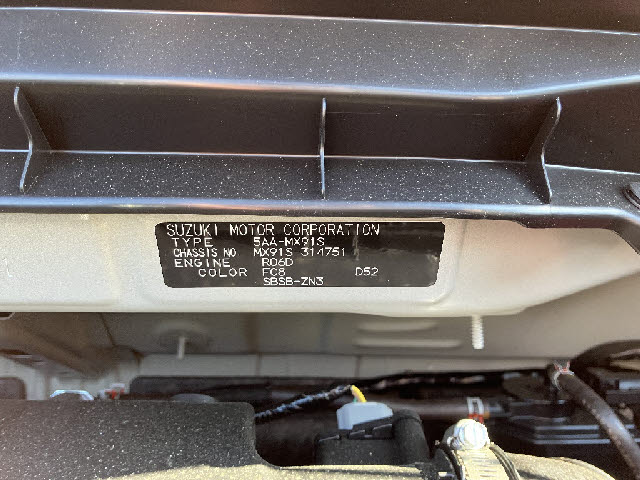 SUZUKI MOTOR CORPORATION
TYPE 5AA-MX91S
CHASSIS NO. MX91S 314751
ENGINE R06D
COLOR FC8 D52
SBSB-ZN3